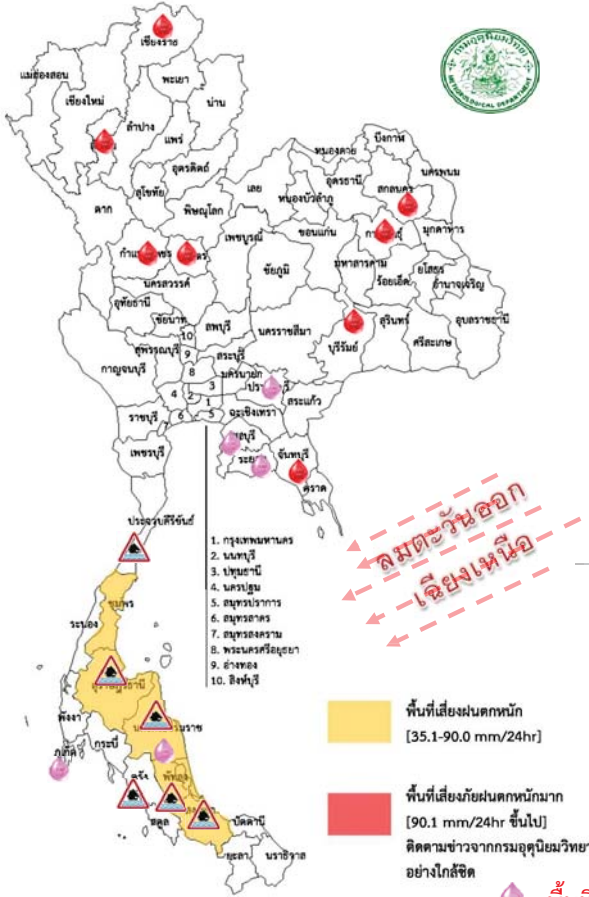 กรมอุตุนิยมวิทยา
METEOROLOGICAL DEPARTMENT
เชียงราย
แม่ฮ่องสอน
พะเยา
เชียงใหม่
น่าน
ลำปาง
แพร่
อุตรดิตถ์
สุโขทัย
ตาก
พิษณุโลก
เลย
หนองบัวลำภู
หนองคาย
บึงกาฬ
อุดรธานี
สกลนคร
นครพนม
มุกดาหาร
ขอนแก่น
เพชรบูรณ์
ชัยภูมิ
มหาสารคาม
ร้อยเอ็ด
ยโสธร
อำนาจเจริญ
นครสวรรค์
อุทัยธานี
ชัยนาท
ลพบุรี
นครราชสีมา
บุรีรัมย์
สุรินทร์
ศรีสะเกษ
อุบลราชธานี
10
9
8
3
4
2
1
5
6
7
สุพรรณบุรี
สระบุรี
กาญจนบุรี
นครนายก
สระแก้ว
ฉะเชิงเทรา
ราชบุรี
เพชรบุรี
ระยอง
จันทบุรี
ตราด
ประจวบคีรีขันธ์
ลมตะวันออก
เฉียงเหนือ
1. กรุงเทพมหานคร
2. นนทบุรี
3. ปทุมธานี
4. นครปฐม
5. สมุทรปราการ
6. สมุทรสาคร
7. สมุทรสงคราม
8. พระนครศรีอยุธยา
9. อ่างทอง
10. สิงห์บุรี
ชุมพร
ระนอง
สุราษฎร์ธานี
พังงา
กระบี่
ภูเก็ต
ตรัง
พัทลุง
สตูล
ปัตตานี
ยะลา
นราธิวาส
พื้นที่เสี่ยงฝนตกหนัก
[35.1-90.0 mm/24hr]
พื้นที่เสี่ยงภัยฝนตกหนักมาก
[90.1 mm/24hr ขึ้นไป]
ติดตามข่าวจากกรมอุตุนิยมวิทยา
อย่างใกล้ชิด